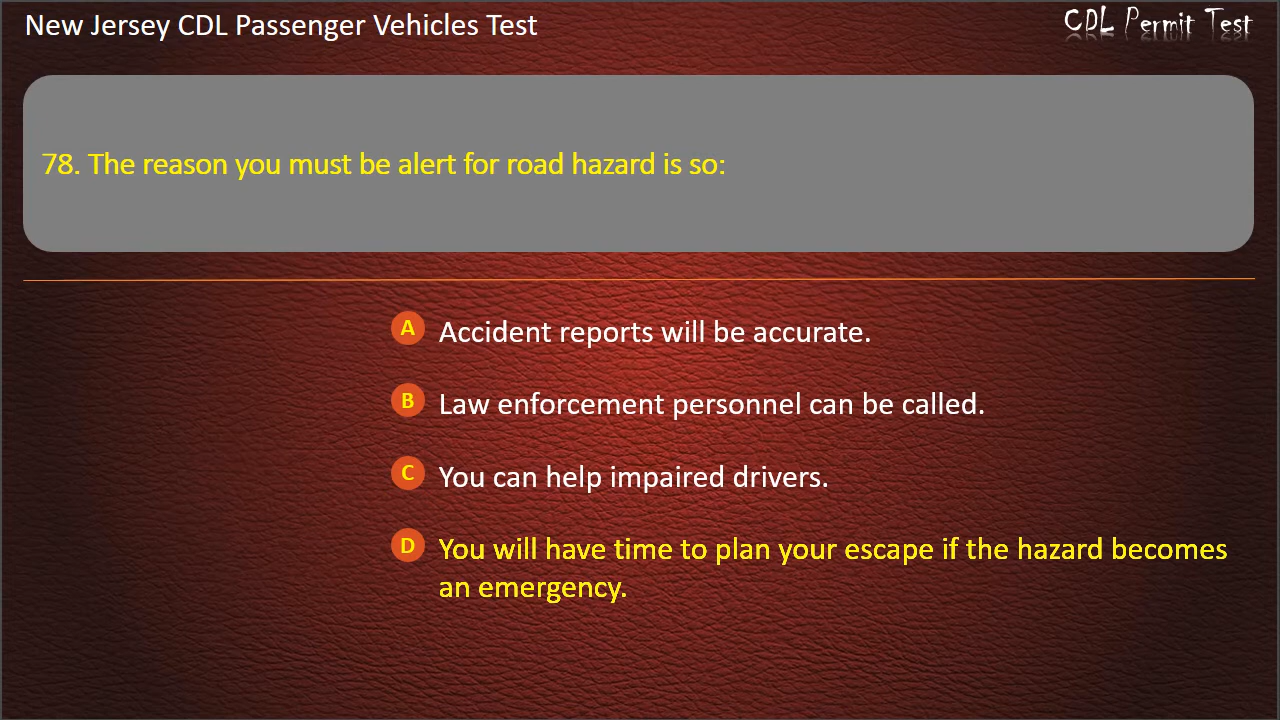 New Jersey CDL Passenger Vehicles Test
CDL Permit Test
78. The reason you must be alert for road hazard is so:
A Accident reports will be accurate.
B Law enforcement personnel can be called.
C You can help impaired drivers.
D You will have time to plan your escape if the hazard becomes
an emergency.